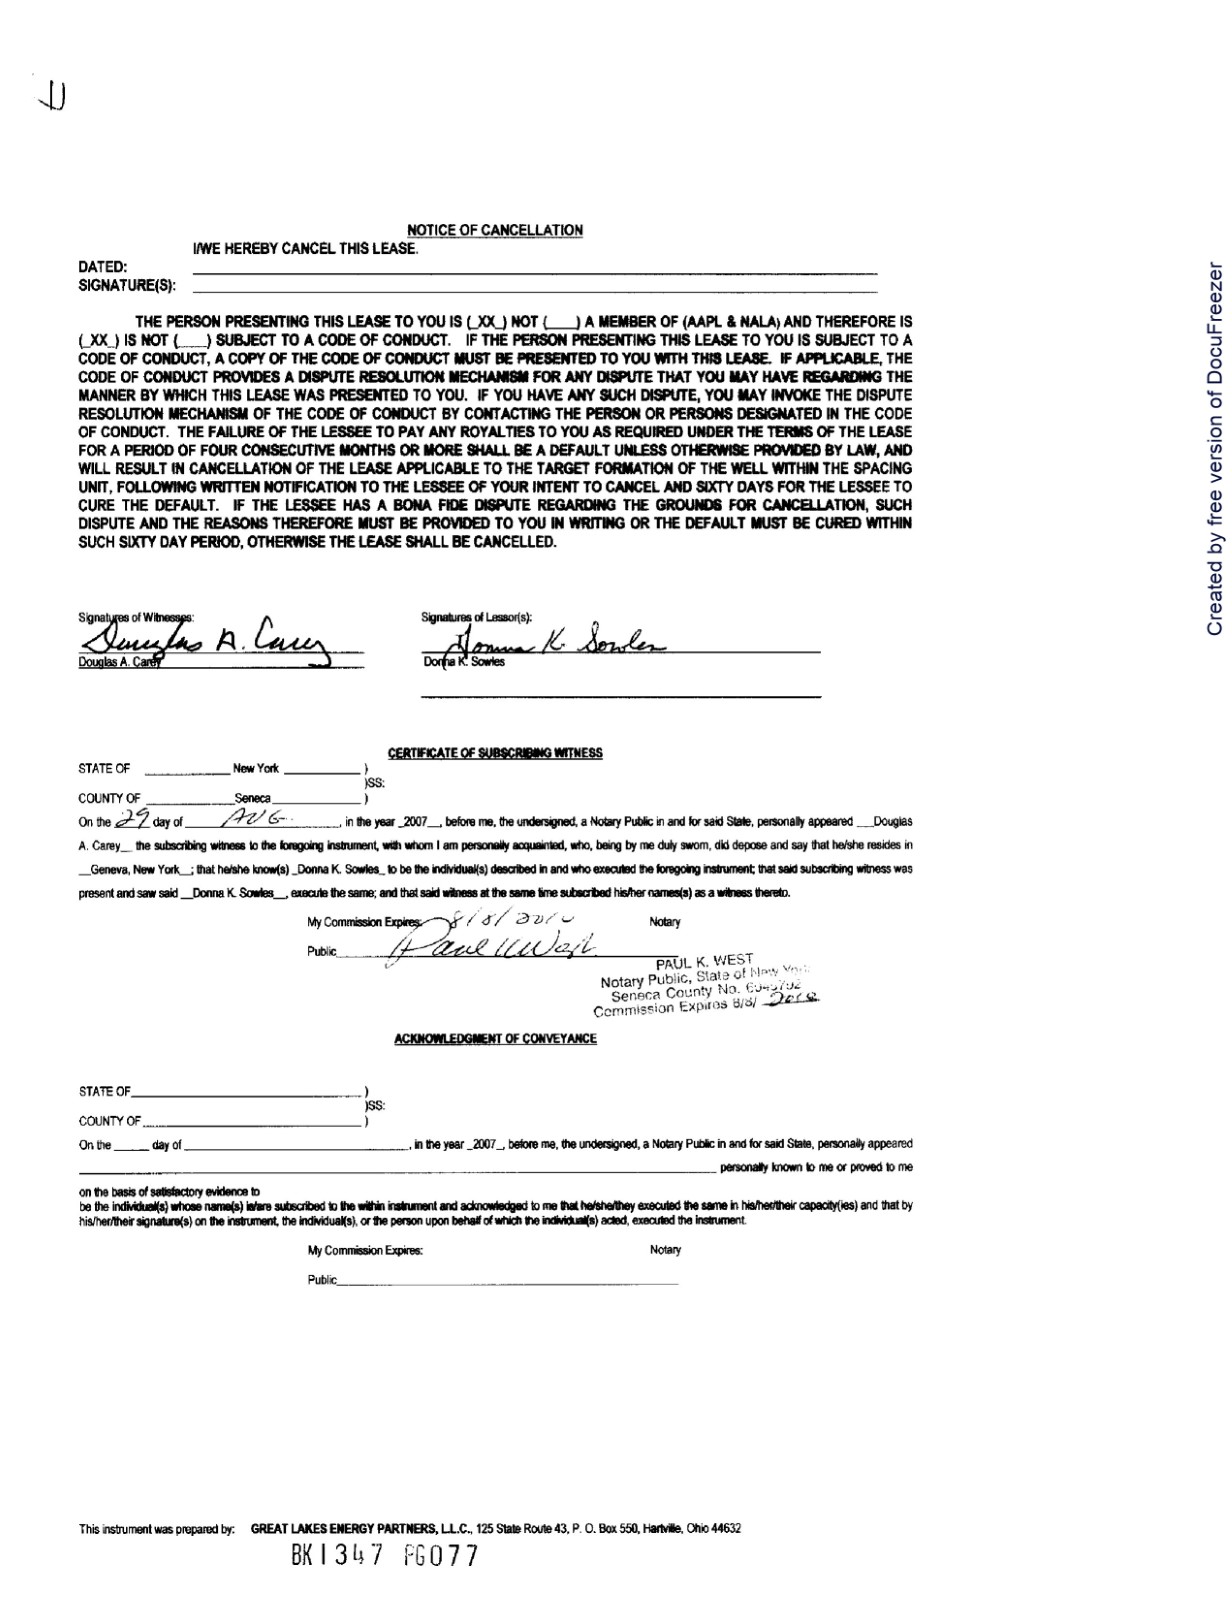 NOTICE OF CANCELLATION
I/WE HEREBY CANCEL THIS LEASE.
DATED:
SIGNATURE(S):
THE PERSON PRESENTING THIS LEASE TO YOU IS (_XX_) NOT (___) A MEMBER OF (AAPL & NALA) AND THEREFORE IS
(_XX_) IS NOT (___) SUBJECT TO A CODE OF CONDUCT. IF THE PERSON PRESENTING THIS LEASE TO YOU IS SUBJECT TO A
CODE OF CONDUCT, A COPY OF THE CODE OF CONDUCT MUST BE PRESENTED TO YOU WITH THIS LEASE. IF APPLICABLE, THE
CODE OF CONDUCT PROVIDES A DISPUTE RESOLUTION MECHANISM FOR ANY DISPUTE THAT YOU MAY HAVE REGARDING THE
MANNER BY WHICH THIS LEASE WAS PRESENTED TO YOU. IF YOU HAVE ANY SUCH DISPUTE, YOU MAY INVOKE THE DISPUTE
RESOLUTION MECHANISM OF THE CODE OF CONDUCT BY CONTACTING THE PERSON OR PERSONS DESIGNATED IN THE CODE
OF CONDUCT. THE FAILURE OF THE LESSEE TO PAY ANY ROYALTIES TO YOU AS REQUIRED UNDER THE TERMS OF THE LEASE
FOR A PERIOD OF FOUR CONSECUTIVE MONTHS OR MORE SHALL BE A DEFAULT UNLESS OTHERWISE PROVIDED BY LAW, AND
WILL RESULT IN CANCELLATION OF THE LEASE APPLICABLE TO THE TARGET FORMATION OF THE WELL WITHIN THE SPACING
UNIT, FOLLOWING WRITTEN NOTIFICATION TO THE LESSEE OF YOUR INTENT TO CANCEL AND SIXTY DAYS FOR THE LESSEE TO
CURE THE DEFAULT. IF THE LESSEE HAS A BONA FIDE DISPUTE REGARDING THE GROUNDS FOR CANCELLATION, SUCH
DISPUTE AND THE REASONS THEREFORE MUST BE PROVIDED TO YOU IN WRITING OR THE DEFAULT MUST BE CURED WITHIN
SUCH SIXTY DAY PERIOD, OTHERWISE THE LEASE SHALL BE CANCELLED.
Signatures of Witnesses: Signatures of Lessor(s):
Douglas A. Carey Donna K. Sowles
Douglas A. Carey Donna K. Sowles
CERTIFICATE OF SUBSCRIBING WITNESS
STATE OF ____ New York ____ )
)SS:
COUNTY OF ____ Seneca ____ )
On the 29 day of AUG. , in the year _2007_, before me, the undersigned, a Notary Public in and for said State, personally appeared __Douglas
A. Carey__ the subscribing witness to the foregoing instrument, with whom I am personally acquainted, who, being by me duly sworn, did depose and say that he/she resides in
__Geneva, New York__; that he/she know(s) _Donna K. Sowles_ to be the individual(s) described in and who executed the foregoing instrument; that said subscribing witness was
present and saw said __Donna K. Sowles__, execute the same; and that said witness at the same time subscribed his/her names(s) as a witness thereto.
My Commission Expires: 8/8/2010 Notary
Public Paul K West
PAUL K. WEST
Notary Public, State of New York
Seneca County No.
Commission Expires 8/8/ 2010
ACKNOWLEDGMENT OF CONVEYANCE
STATE OF____ )
)SS:
COUNTY OF ____ )
On the ____ day of ____, in the year _2007_, before me, the undersigned, a Notary Public in and for said State, personally appeared
____ personally known to me or proved to me
on the basis of satisfactory evidence to
be the individual(s) whose name(s) is/are subscribed to the within instrument and acknowledged to me that he/she/they executed the same in his/her/their capacity(ies) and that by
his/her/their signature(s) on the instrument, the individual(s), or the person upon behalf of which the individual(s) acted, executed the instrument.
My Commission Expires: Notary
Public____
This instrument was prepared by: GREAT LAKES ENERGY PARTNERS, L.L.C., 125 State Route 43, P. O. Box 550, Hartville, Ohio 44632
BK1347 PG077
Created by free version of DocuFreezer